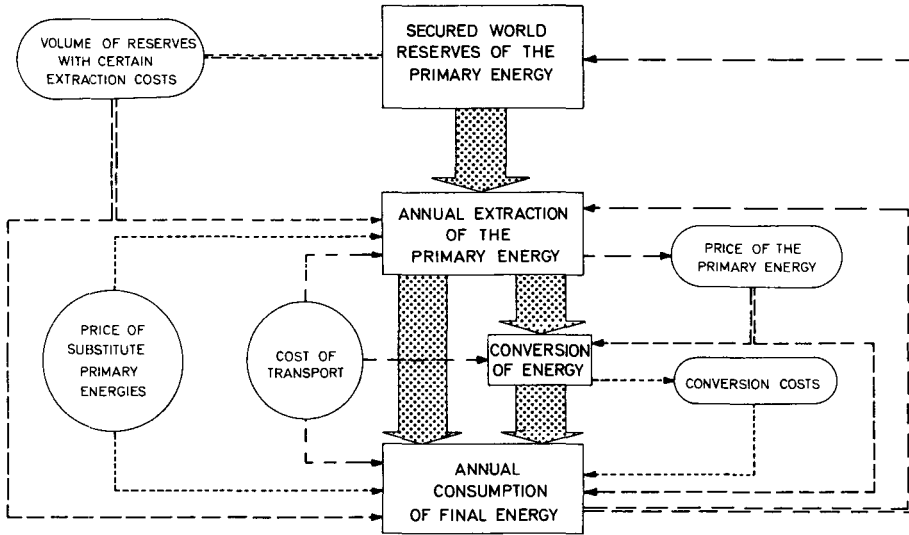 VOLUME OF RESERVES
WITH CERTAIN
EXTRACTION COSTS
SECURED WORLD
RESERVES OF THE
PRIMARY ENERGY
ANNUAL EXTRACTION
OF THE
PRIMARY ENERGY
PRICE OF THE
PRIMARY ENERGY
PRICE OF
SUBSTITUTE
PRIMARY
ENERGIES
COST OF
TRANSPORT
CONVERSION
OF ENERGY
CONVERSION COSTS
ANNUAL
CONSUMPTION
OF FINAL ENERGY